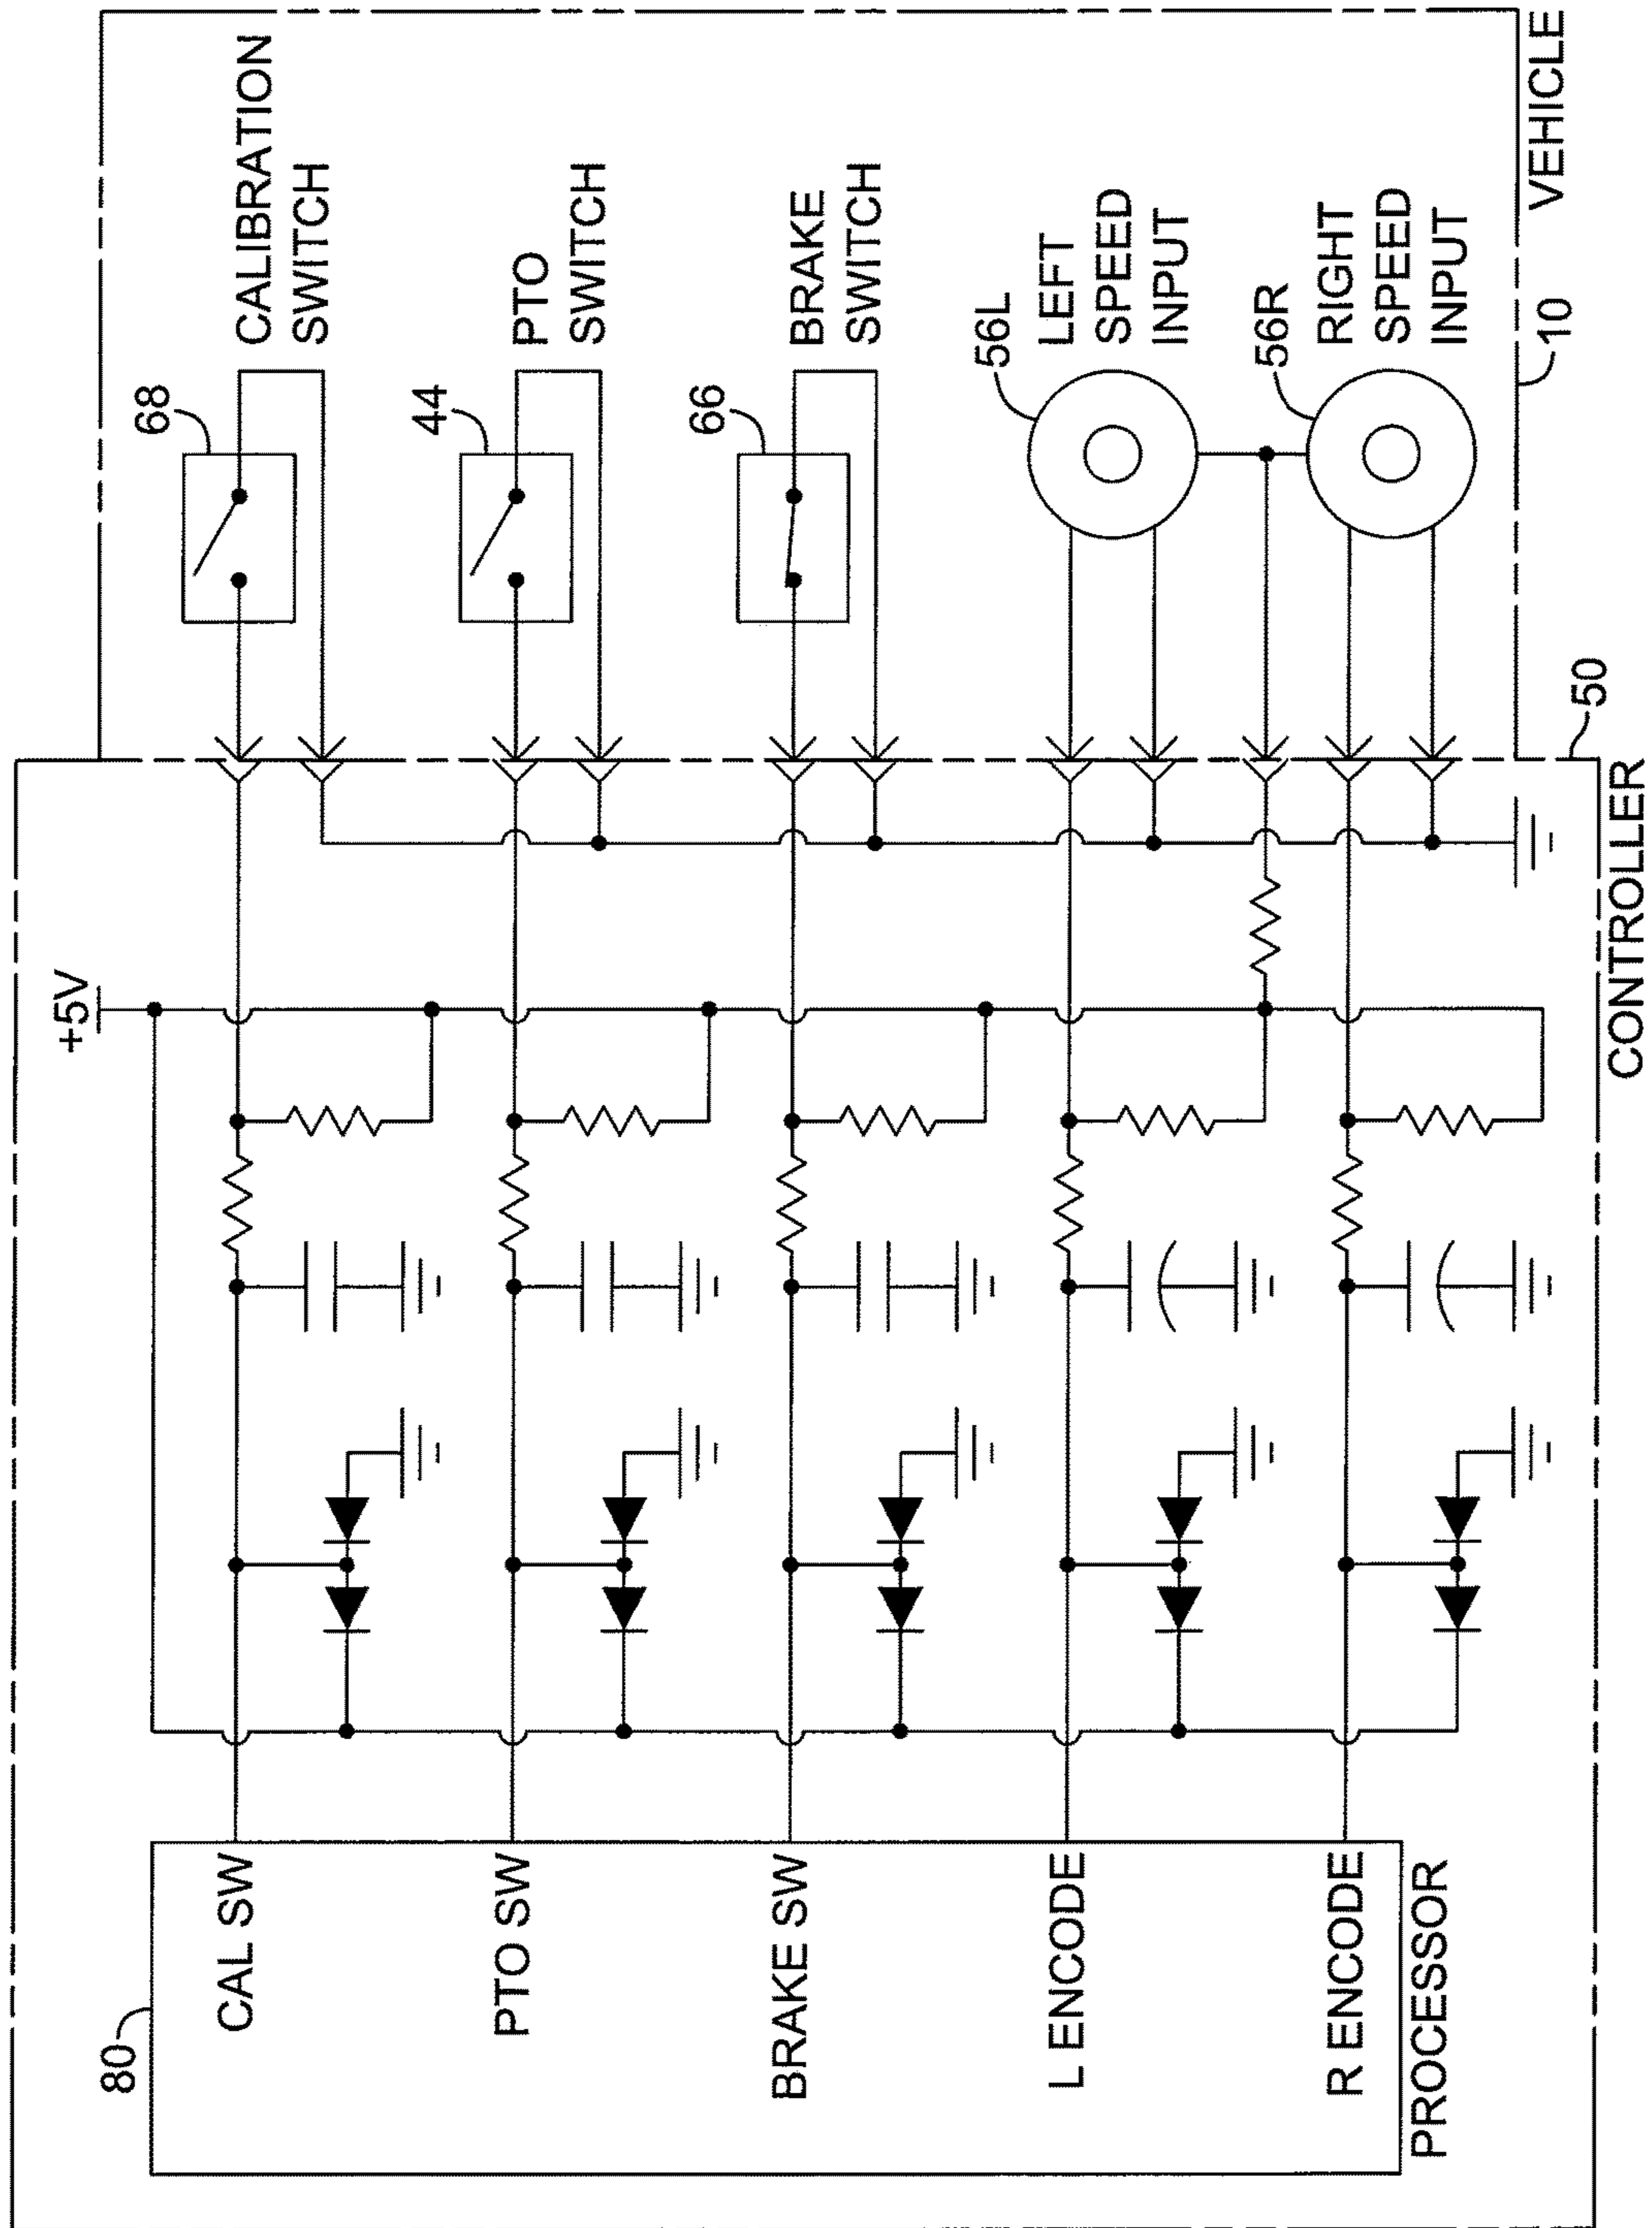 80
CAL SW
PTO SW
BRAKE SW
L ENCODE
R ENCODE
PROCESSOR
+5V
CONTROLLER
50
68
CALIBRATION
SWITCH
44
PTO
SWITCH
66
BRAKE
SWITCH
56L
LEFT
SPEED
INPUT
56R
RIGHT
SPEED
INPUT
10
VEHICLE